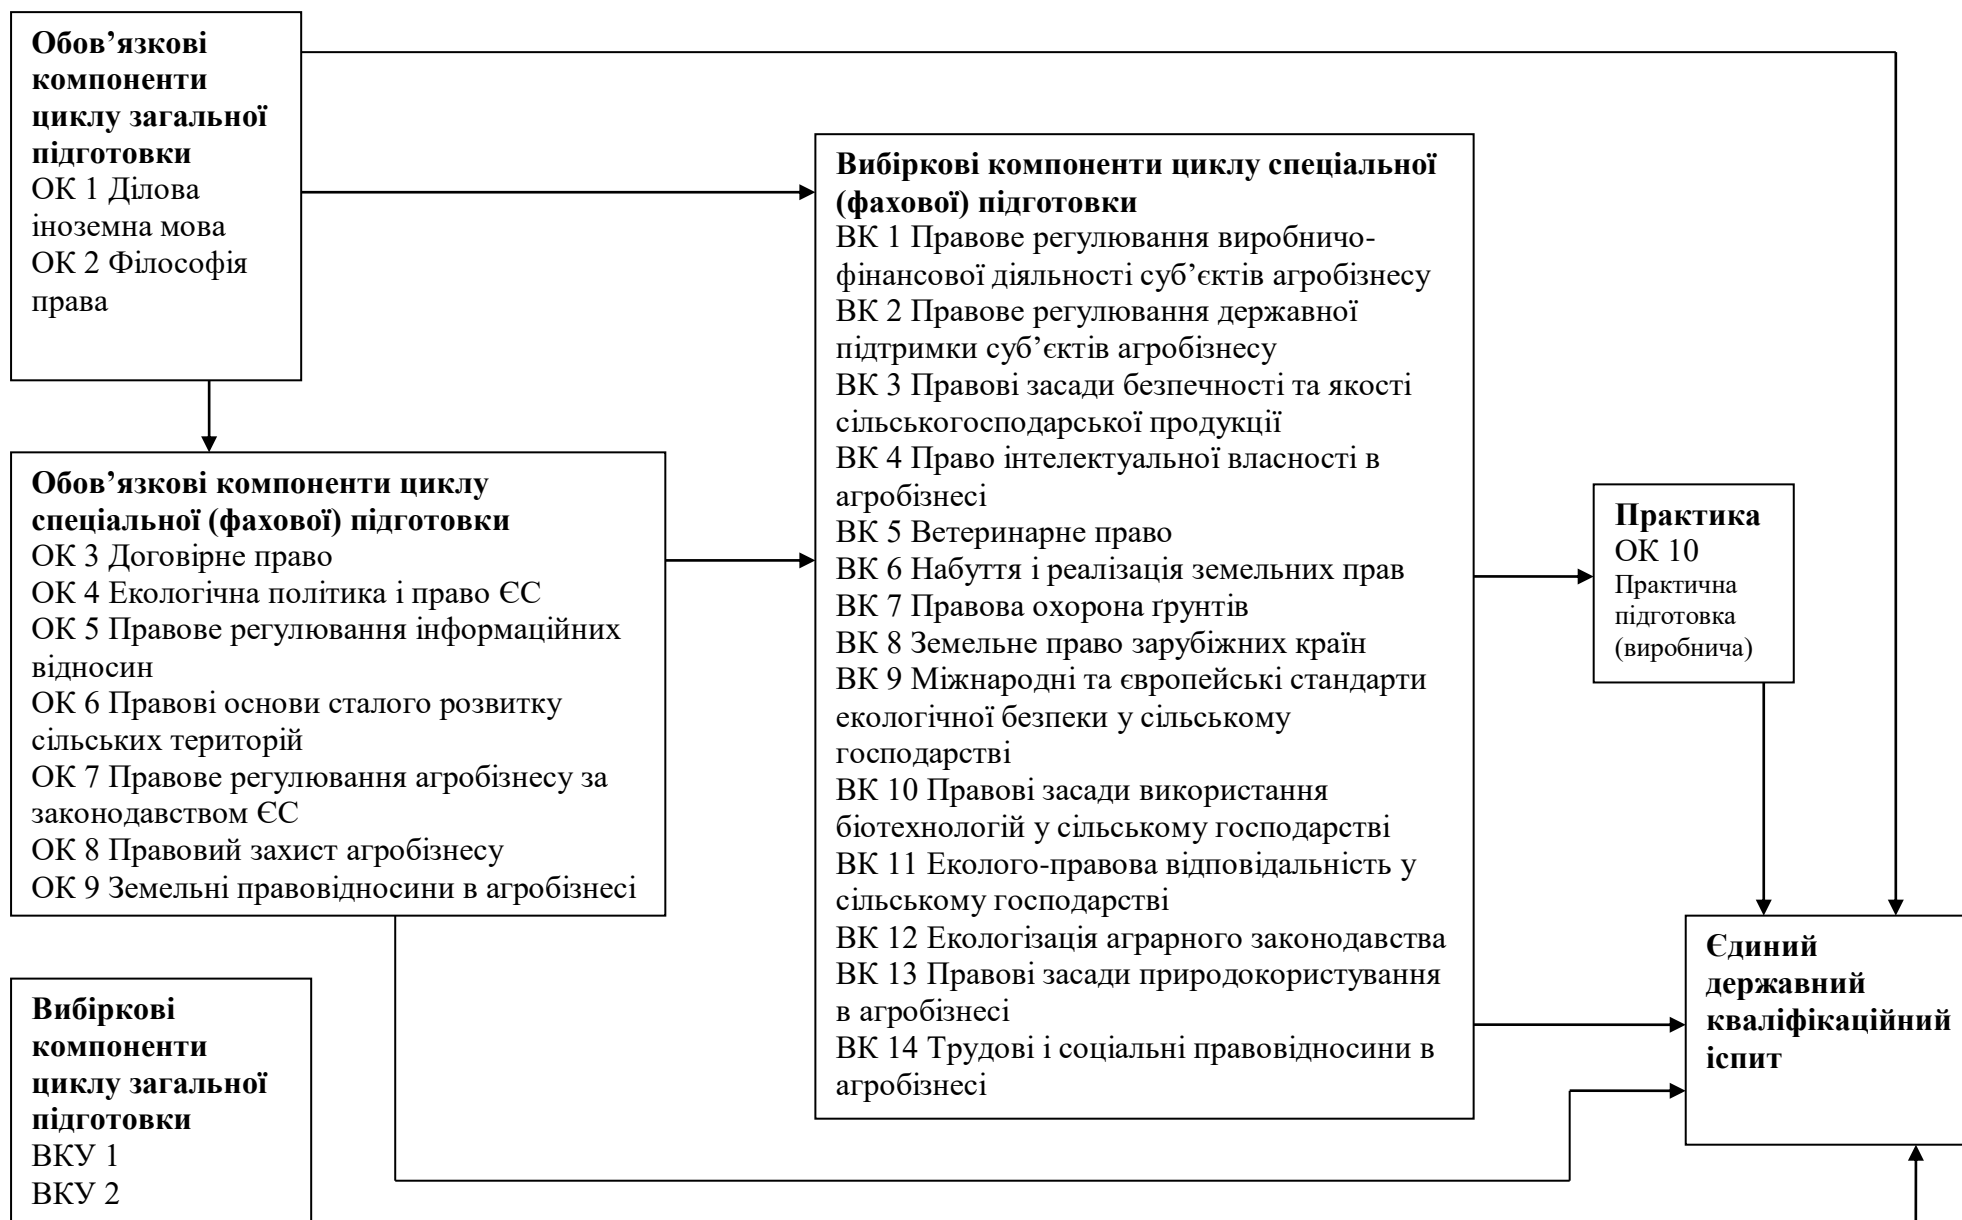 Обов’язкові
компоненти
циклу загальної
підготовки
ОК 1 Ділова
іноземна мова
ОК 2 Філософія
права
Обов’язкові компоненти циклу
спеціальної (фахової) підготовки
ОК 3 Договірне право
ОК 4 Екологічна політика і право ЄС
ОК 5 Правове регулювання інформаційних
відносин
ОК 6 Правові основи сталого розвитку
сільських територій
ОК 7 Правове регулювання агробізнесу за
законодавством ЄС
ОК 8 Правовий захист агробізнесу
ОК 9 Земельні правовідносини в агробізнесі
Вибіркові
компоненти
циклу загальної
підготовки
ВКУ 1
ВКУ 2
Вибіркові компоненти циклу спеціальної
(фахової) підготовки
ВК 1 Правове регулювання виробничо-
фінансової діяльності суб’єктів агробізнесу
ВК 2 Правове регулювання державної
підтримки суб’єктів агробізнесу
ВК 3 Правові засади безпечності та якості
сільськогосподарської продукції
ВК 4 Право інтелектуальної власності в
агробізнесі
ВК 5 Ветеринарне право
ВК 6 Набуття і реалізація земельних прав
ВК 7 Правова охорона ґрунтів
ВК 8 Земельне право зарубіжних країн
ВК 9 Міжнародні та європейські стандарти
екологічної безпеки у сільському
господарстві
ВК 10 Правові засади використання
біотехнологій у сільському господарстві
ВК 11 Еколого-правова відповідальність у
сільському господарстві
ВК 12 Екологізація аграрного законодавства
ВК 13 Правові засади природокористування
в агробізнесі
ВК 14 Трудові і соціальні правовідносини в
агробізнесі
Практика
ОК 10
Практична
підготовка
(виробнича)
Єдиний
державний
кваліфікаційний
іспит